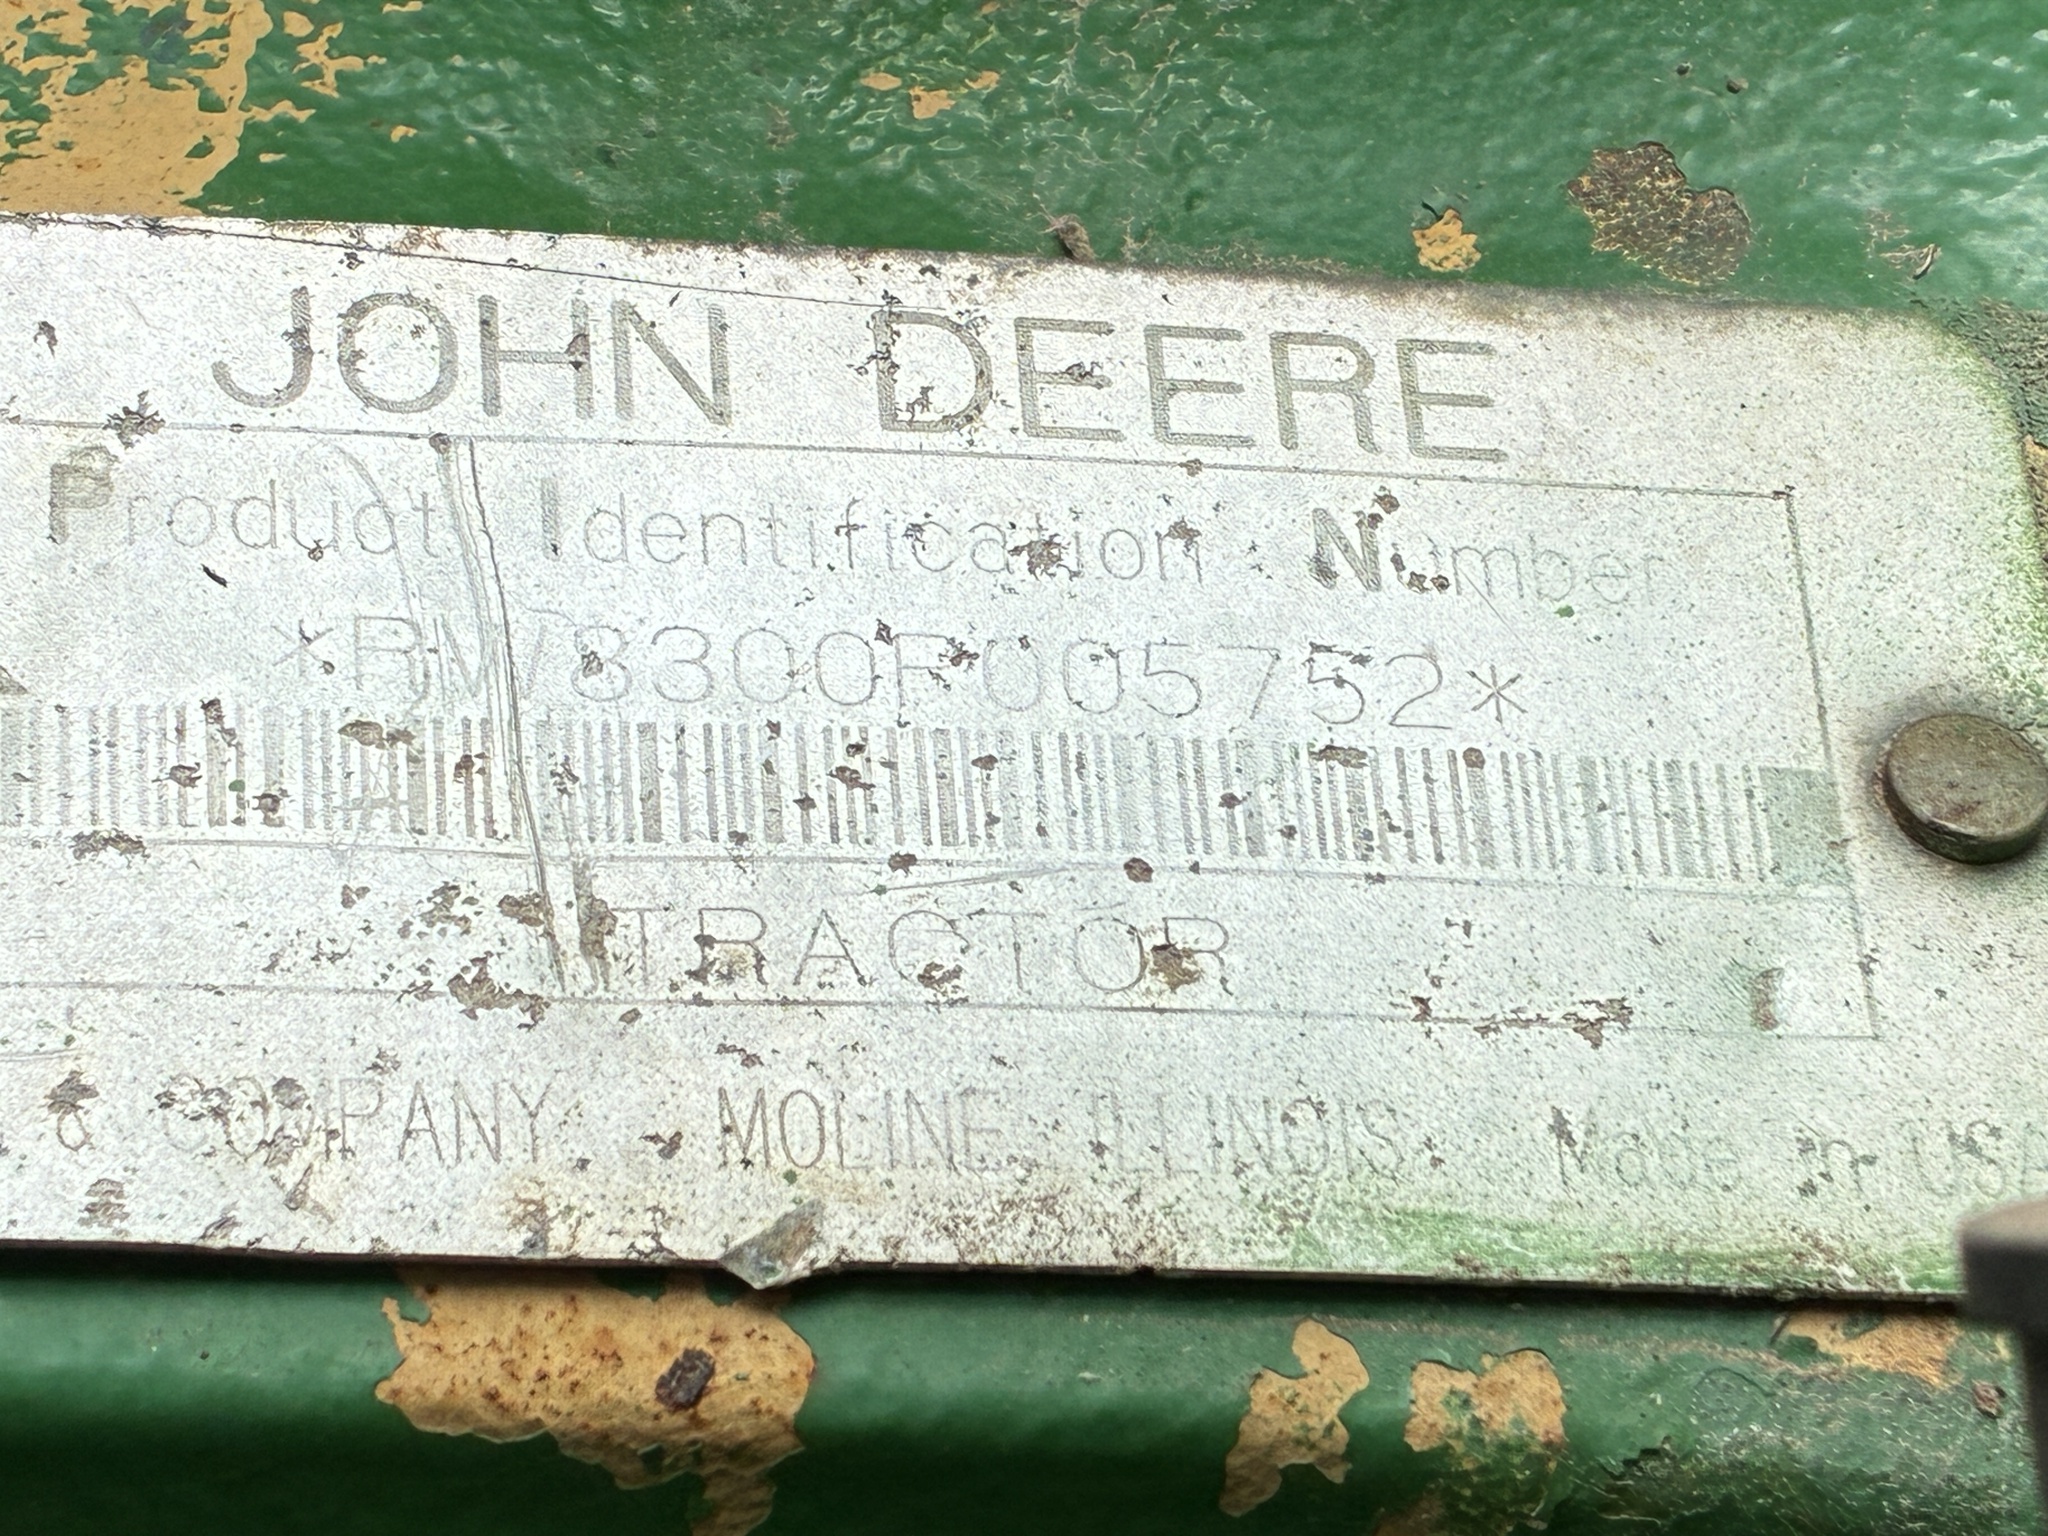 JOHN DEERE
Product Identification Number
*RW8300P005752*
TRACTOR
& COMPANY MOLINE ILLINOIS Made in USA